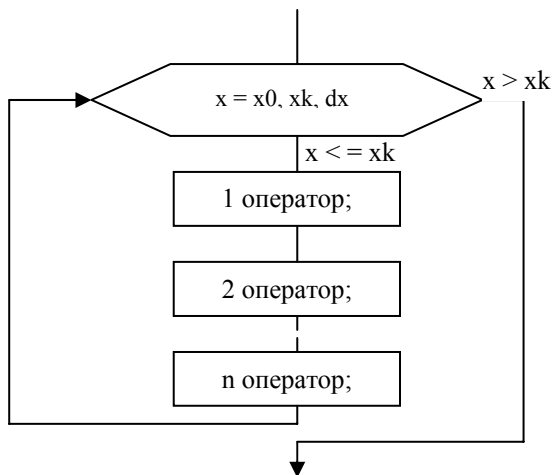 x > xk
x = x0, xk, dx
x < = xk
1 оператор;
2 оператор;
n оператор;